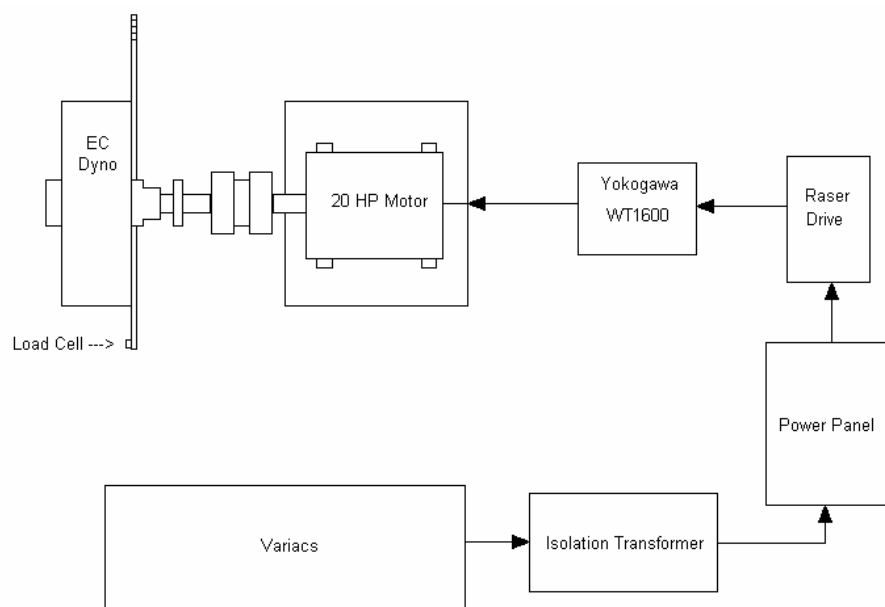 EC
Dyno
20 HP Motor
Yokogawa
WT1600
Raser
Drive
Load Cell --->
Power Panel
Variacs
Isolation Transformer